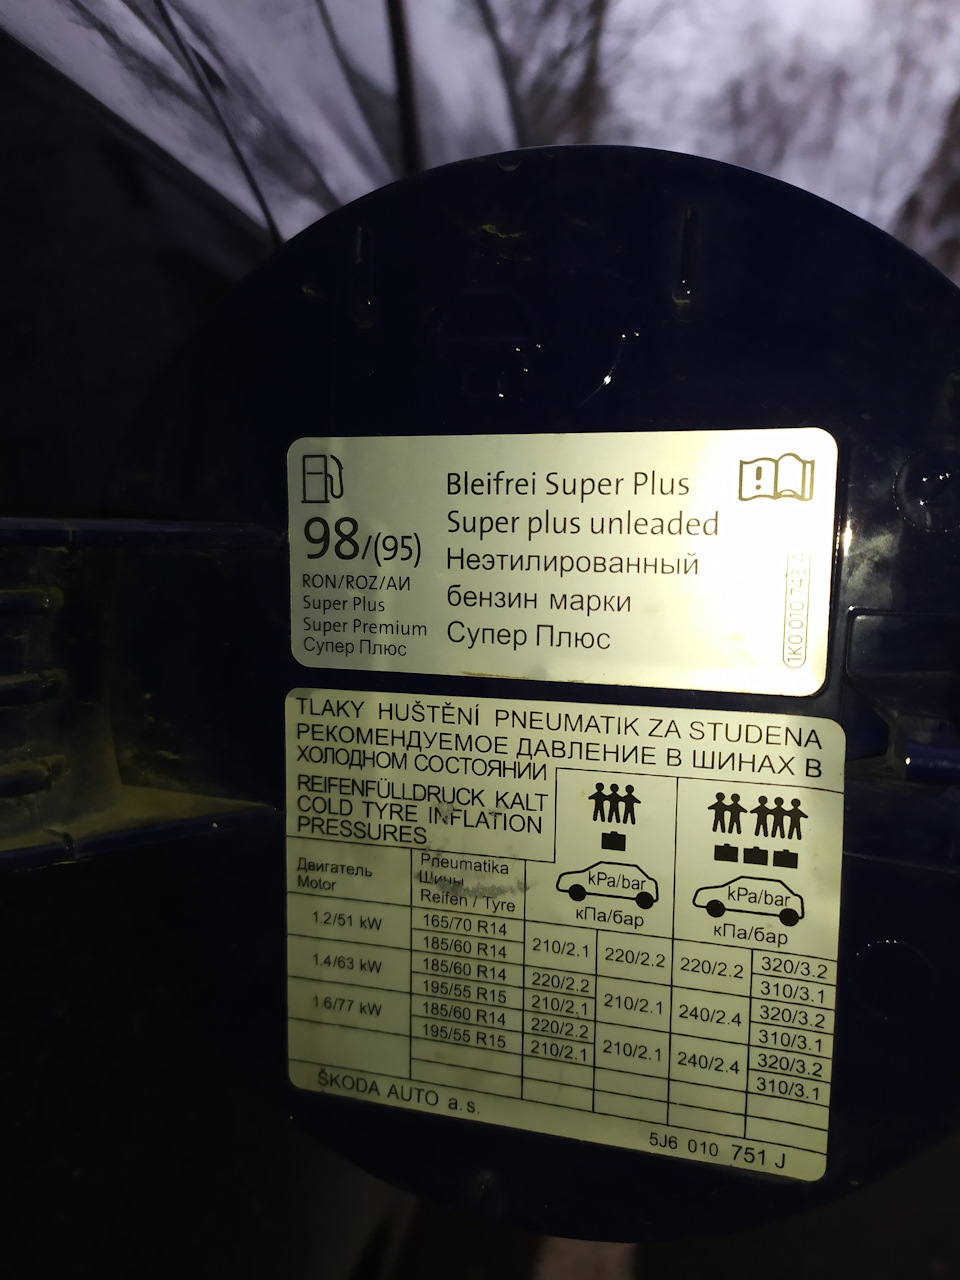 98/(95)
RON/ROZ/АИ
Super Plus
Super Premium
Супер Плюс
Bleifrei Super Plus
Super plus unleaded
Неэтилированный
бензин марки
Супер Плюс
TLAKY HUŠTĚNÍ PNEUMATIK ZA STUDENA
РЕКОМЕНДУЕМОЕ ДАВЛЕНИЕ В ШИНАХ В
ХОЛОДНОМ СОСТОЯНИИ
REIFENFÜLLDRUCK KALT
COLD TYRE INFLATION
PRESSURES
kPa/bar
кПа/бар
kPa/bar
кПа/бар
Двигатель
Motor
Pneumatika
Шины
Reifen / Tyre
1.2/51 kW
165/70 R14
185/60 R14
210/2.1 220/2.2 220/2.2
320/3.2
310/3.1
1.4/63 kW
185/60 R14
195/55 R15
220/2.2
210/2.1
210/2.1 240/2.4
320/3.2
310/3.1
1.6/77 kW
185/60 R14
195/55 R15
220/2.2
210/2.1
210/2.1 240/2.4
320/3.2
310/3.1
ŠKODA AUTO a.s.
5J6 010 751 J